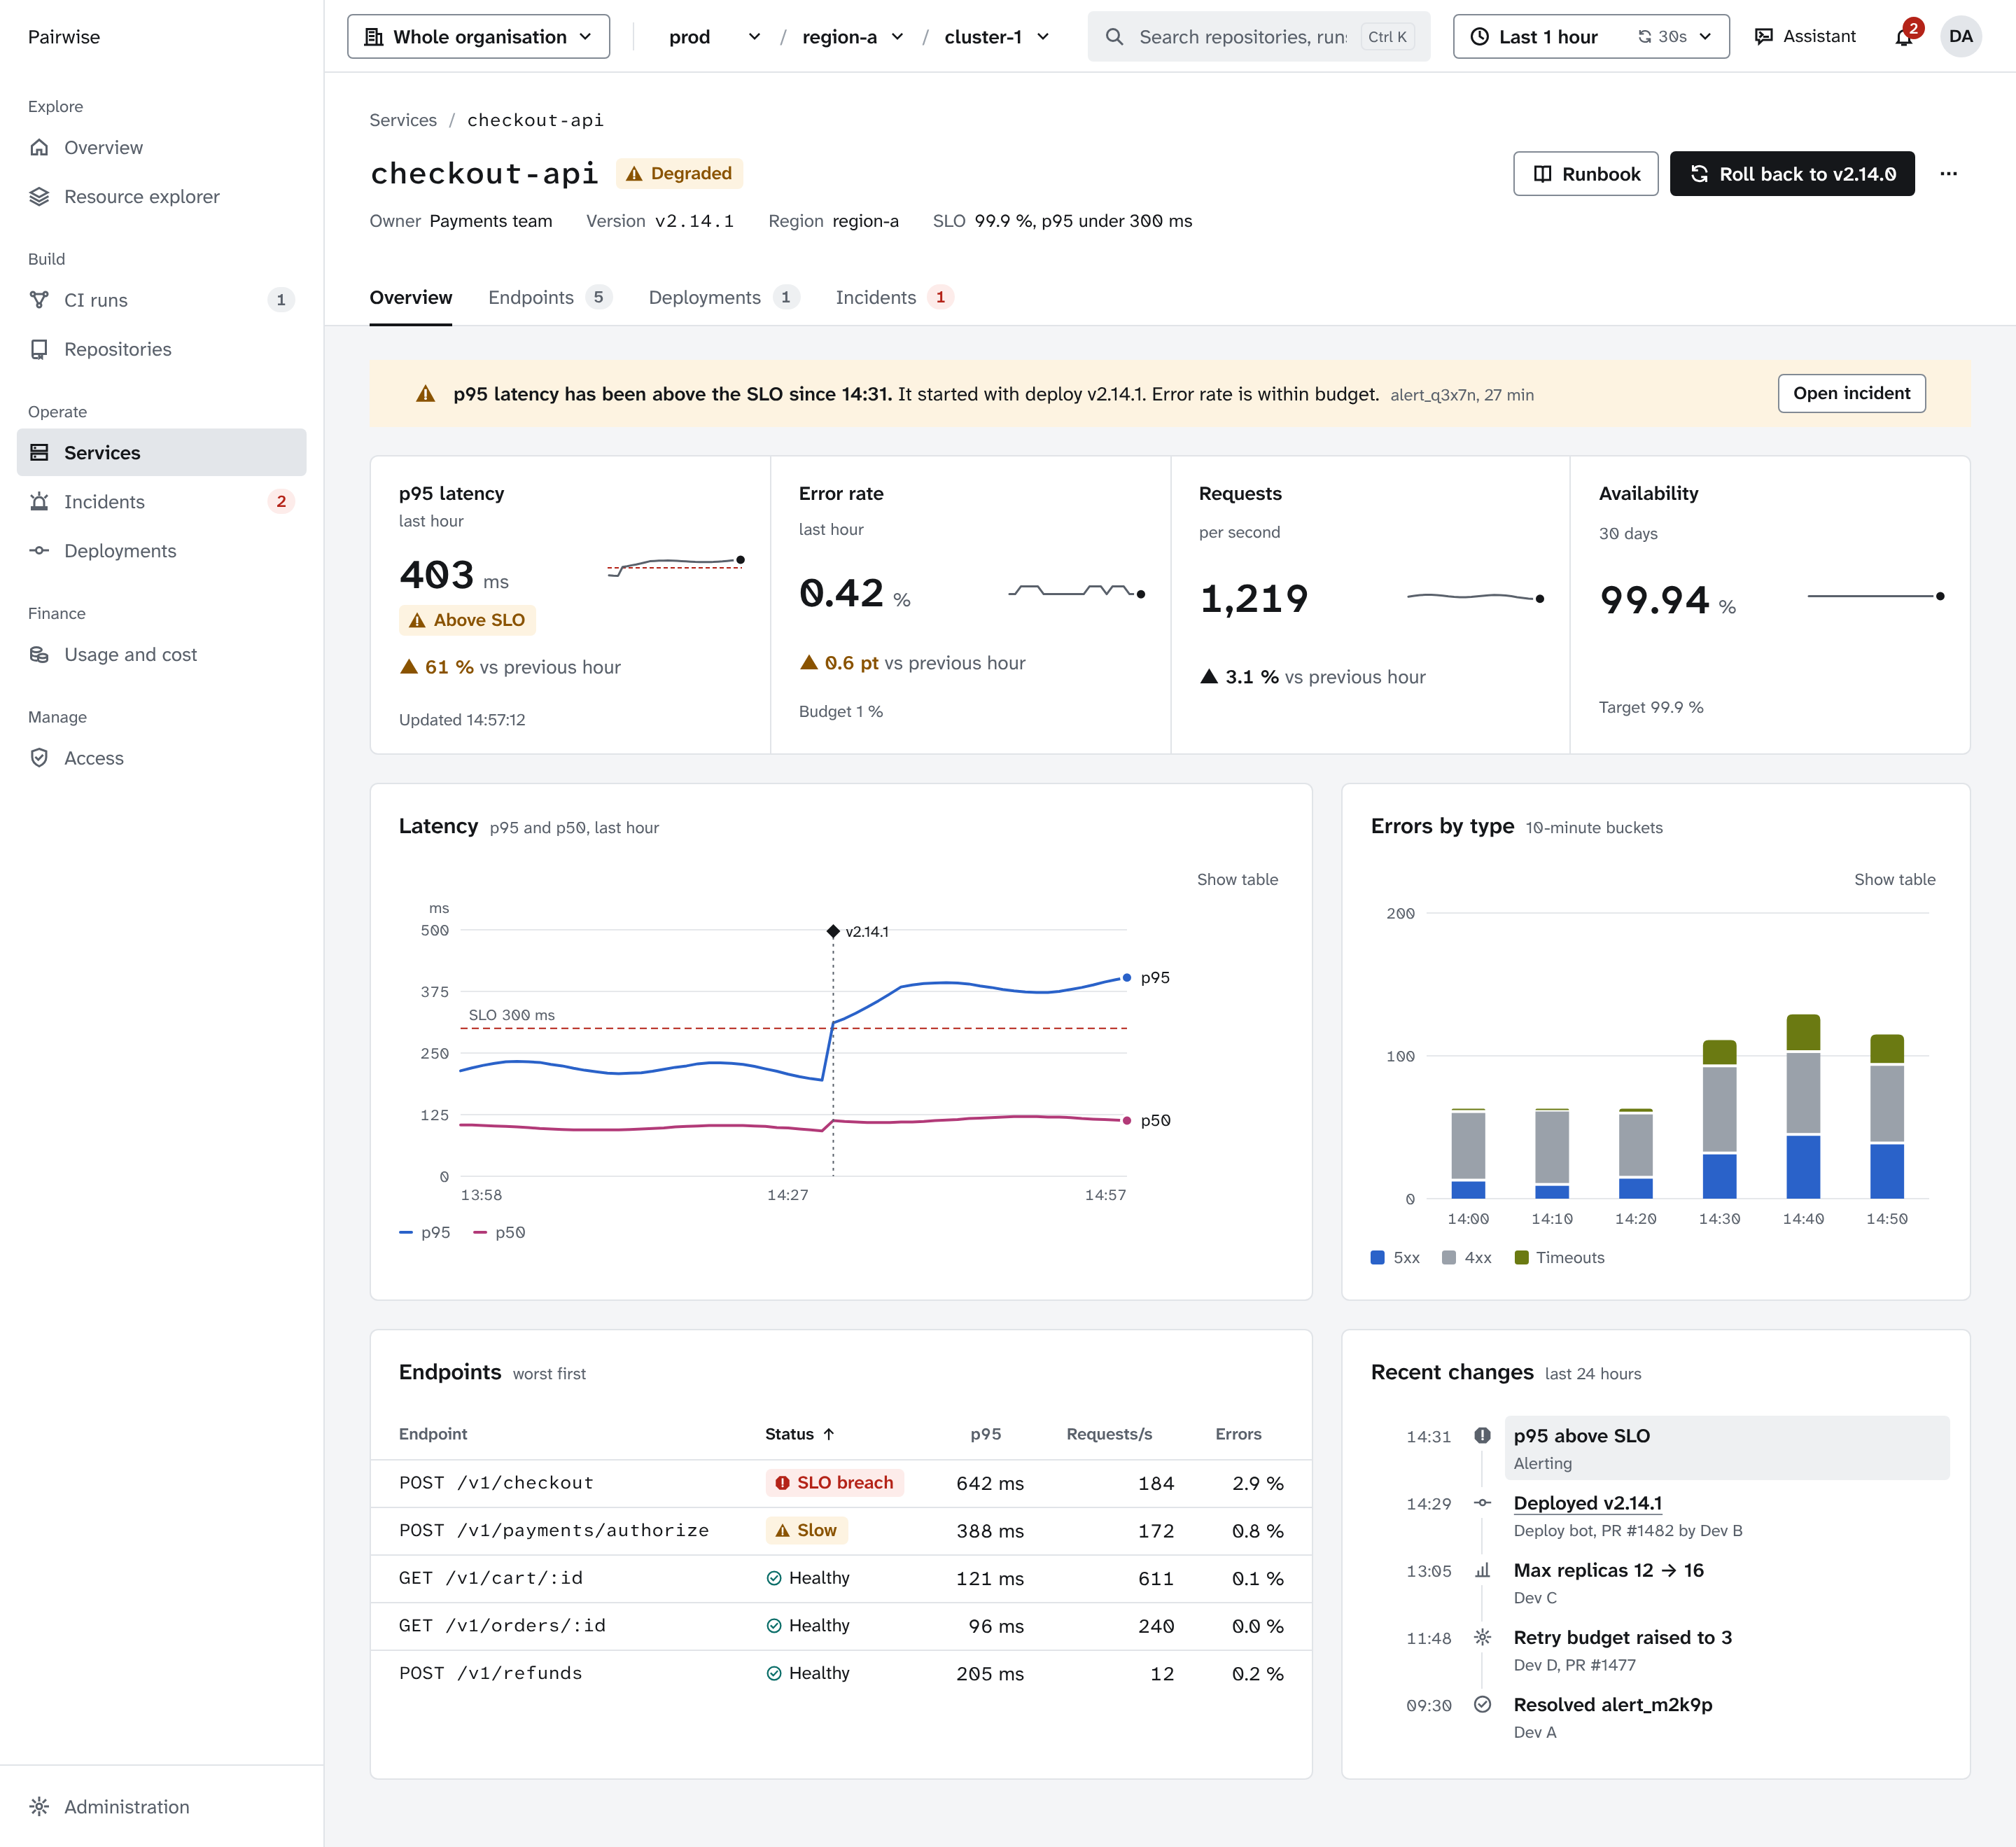 Pairwise
Whole organisation
prod / region-a / cluster-1
Search repositories, run
Ctrl K
Last 1 hour
30s
Assistant
2
DA
Explore
Overview
Resource explorer
Build
CI runs 1
Repositories
Operate
Services
Incidents 2
Deployments
Finance
Usage and cost
Manage
Access
Administration
Services / checkout-api
checkout-api
Degraded
Runbook
Roll back to v2.14.0
Owner Payments team Version v2.14.1 Region region-a SLO 99.9 %, p95 under 300 ms
Overview Endpoints 5 Deployments 1 Incidents 1
p95 latency has been above the SLO since 14:31. It started with deploy v2.14.1. Error rate is within budget. alert_q3x7n, 27 min
Open incident
p95 latency
last hour
403 ms
Above SLO
61 % vs previous hour
Updated 14:57:12
Error rate
last hour
0.42 %
0.6 pt vs previous hour
Budget 1 %
Requests
per second
1,219
3.1 % vs previous hour
Availability
30 days
99.94 %
Target 99.9 %
Latency p95 and p50, last hour
Show table
ms
500
v2.14.1
p95
375
SLO 300 ms
250
125
p50
0
13:58 14:27 14:57
p95 p50
Errors by type 10-minute buckets
Show table
200
100
0
14:00 14:10 14:20 14:30 14:40 14:50
5xx 4xx Timeouts
Endpoints worst first
Endpoint Status p95 Requests/s Errors
POST /v1/checkout SLO breach 642 ms 184 2.9 %
POST /v1/payments/authorize Slow 388 ms 172 0.8 %
GET /v1/cart/:id Healthy 121 ms 611 0.1 %
GET /v1/orders/:id Healthy 96 ms 240 0.0 %
POST /v1/refunds Healthy 205 ms 12 0.2 %
Recent changes last 24 hours
14:31 p95 above SLO
Alerting
14:29 Deployed v2.14.1
Deploy bot, PR #1482 by Dev B
13:05 Max replicas 12 → 16
Dev C
11:48 Retry budget raised to 3
Dev D, PR #1477
09:30 Resolved alert_m2k9p
Dev A